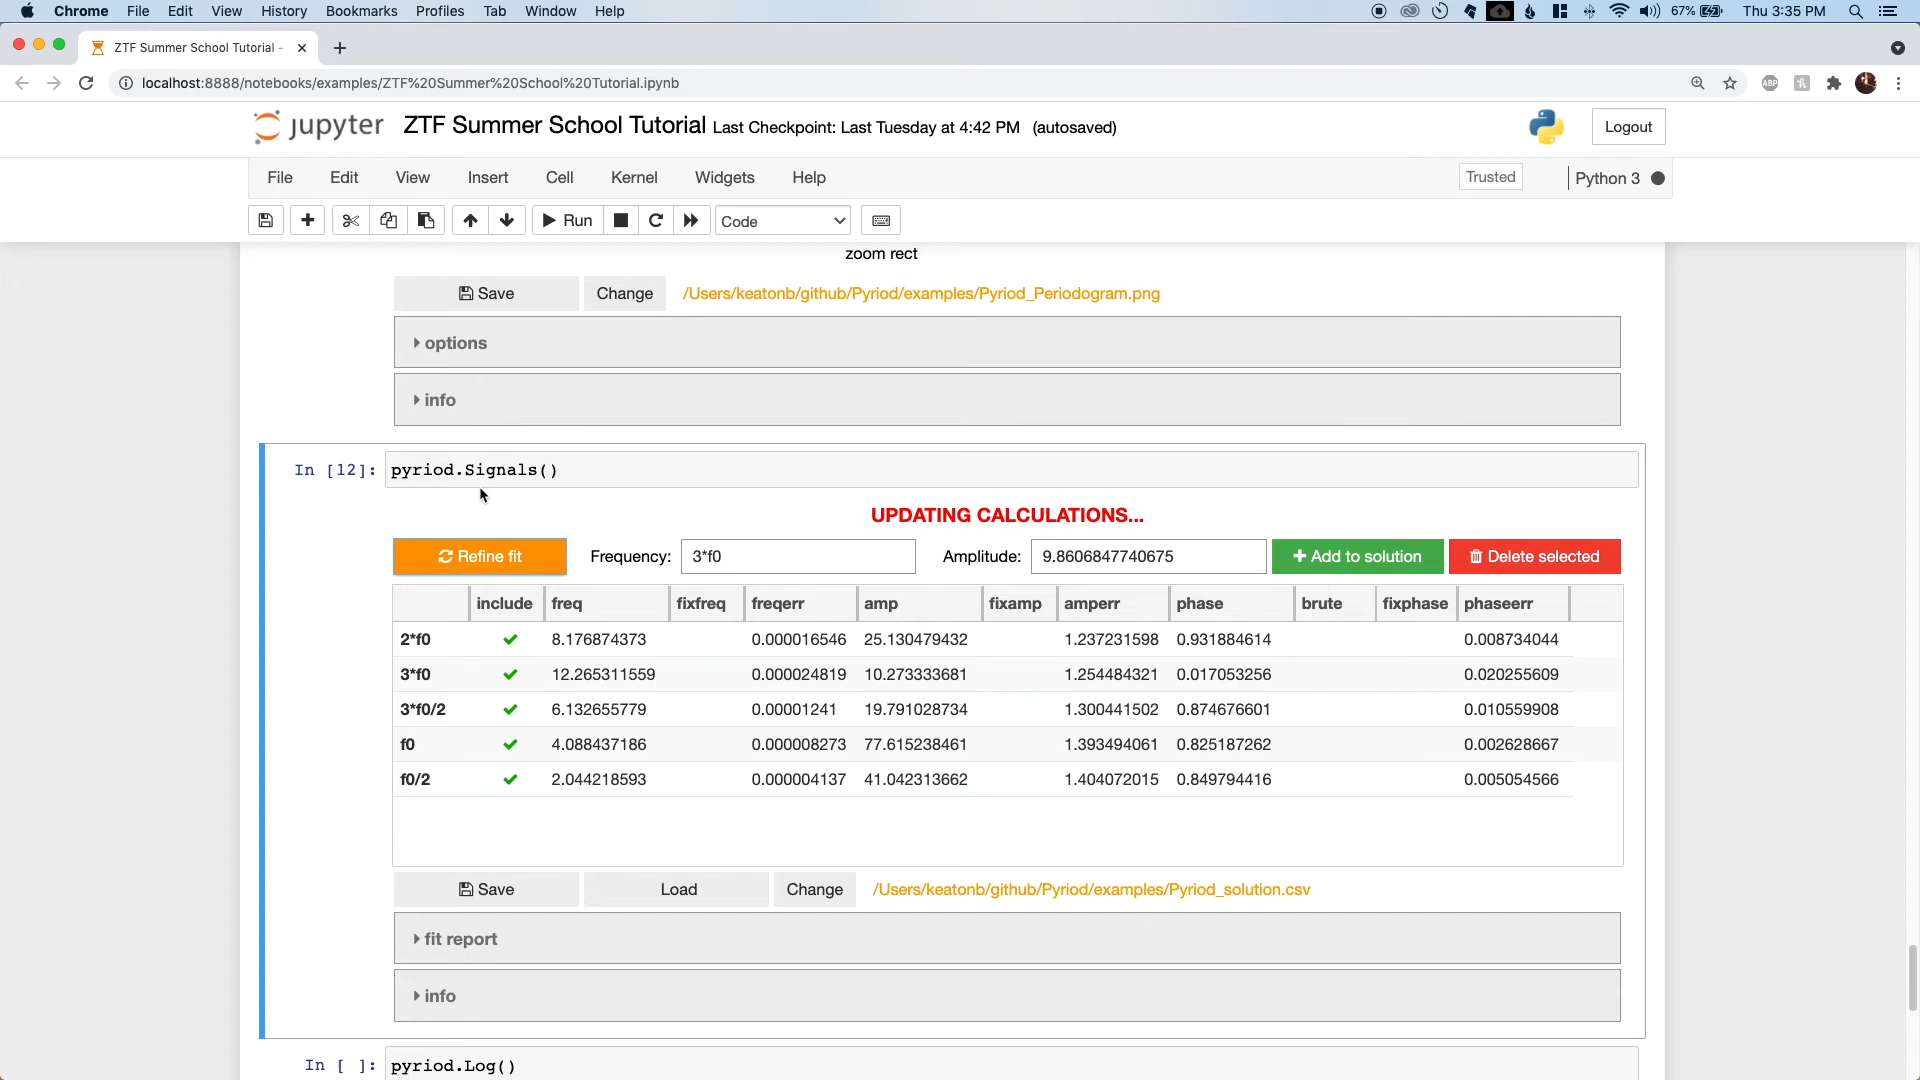 Chrome File Edit View History Bookmarks Profiles Tab Window Help 67% Thu 3:35 PM
ZTF Summer School Tutorial -
localhost:8888/notebooks/examples/ZTF%20Summer%20School%20Tutorial.ipynb ABP
jupyter ZTF Summer School Tutorial Last Checkpoint: Last Tuesday at 4:42 PM (autosaved) Logout
File Edit View Insert Cell Kernel Widgets Help Trusted Python 3
Run Code
zoom rect
Save Change /Users/keatonb/github/Pyriod/examples/Pyriod_Periodogram.png
options
info
In [12]: pyriod.Signals()
UPDATING CALCULATIONS...
Refine fit Frequency: 3*f0 Amplitude: 9.8606847740675 + Add to solution Delete selected
include freq fixfreq freqerr amp fixamp amperr phase brute fixphase phaseerr
2*f0 ✔ 8.176874373 0.000016546 25.130479432 1.237231598 0.931884614 0.008734044
3*f0 ✔ 12.265311559 0.000024819 10.273333681 1.254484321 0.017053256 0.020255609
3*f0/2 ✔ 6.132655779 0.00001241 19.791028734 1.300441502 0.874676601 0.010559908
f0 ✔ 4.088437186 0.000008273 77.615238461 1.393494061 0.825187262 0.002628667
f0/2 ✔ 2.044218593 0.000004137 41.042313662 1.404072015 0.849794416 0.005054566
Save Load Change /Users/keatonb/github/Pyriod/examples/Pyriod_solution.csv
fit report
info
In [ ]: pyriod.Log()